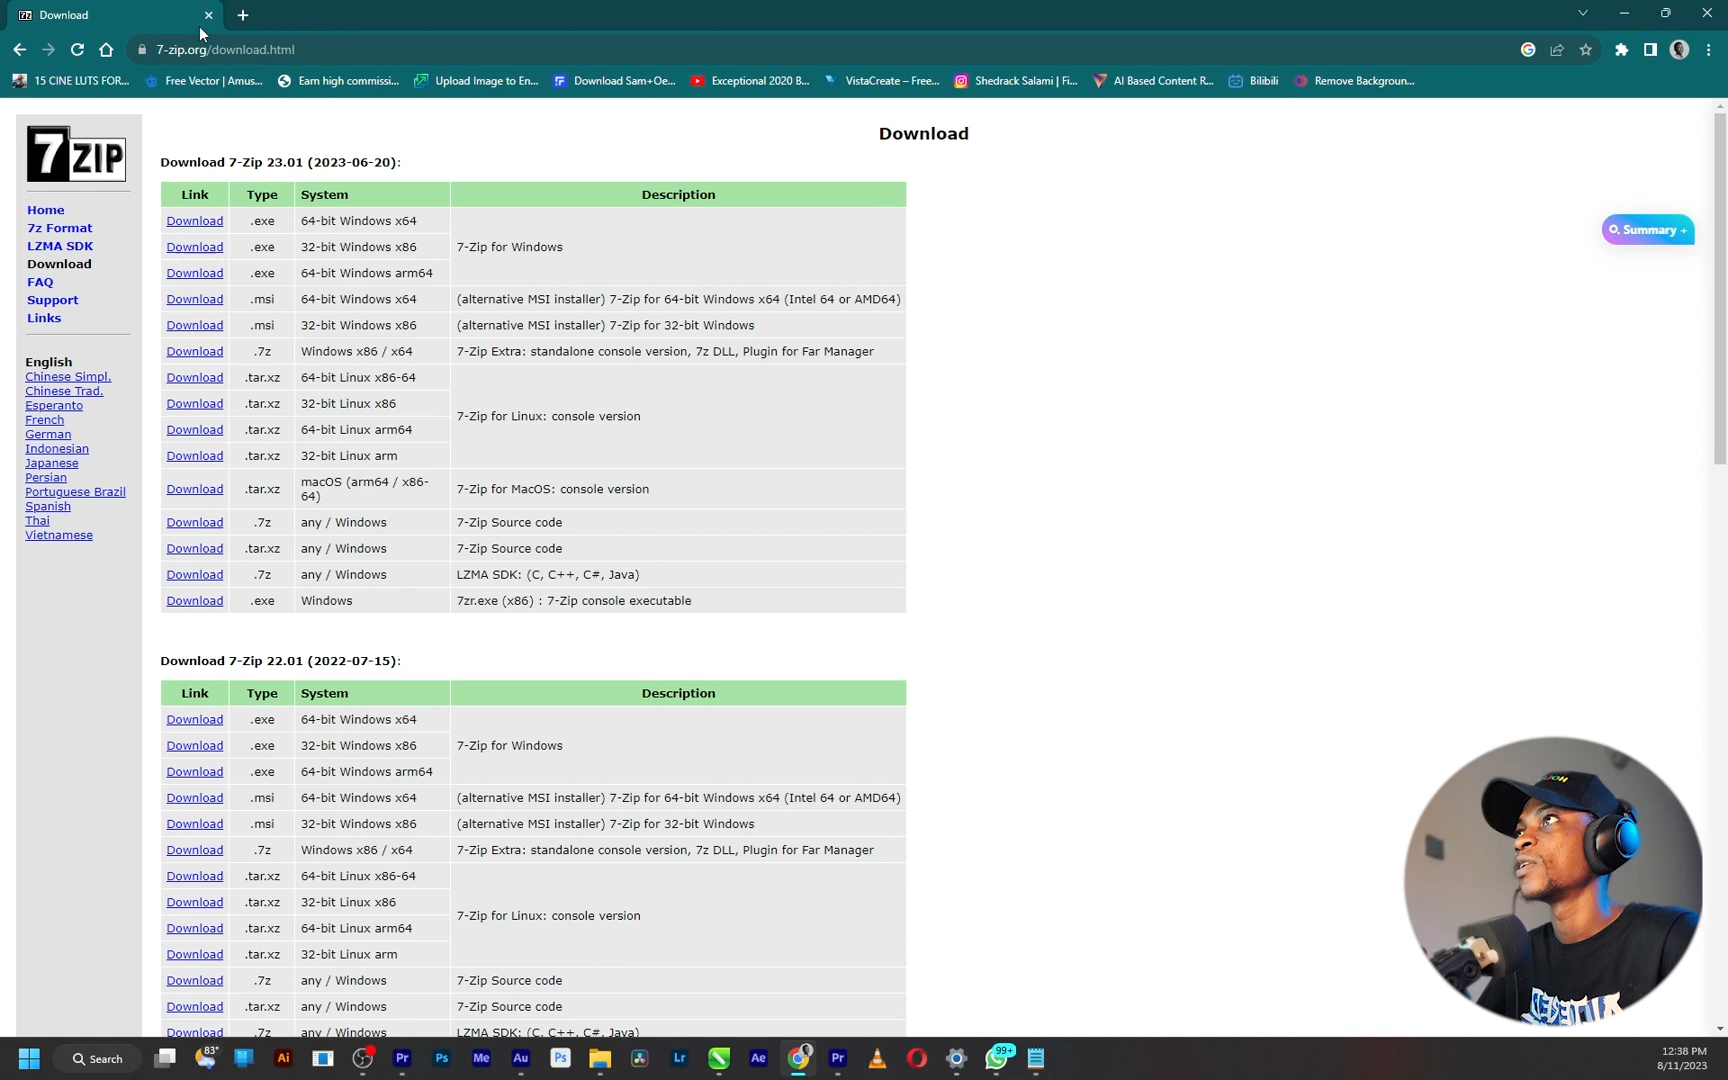 Download
7-zip.org/download.html
15 CINE LUTS FOR...
Free Vector | Amus...
Earn high commissi...
Upload Image to En...
Download Sam+Oe...
Exceptional 2020 B...
VistaCreate – Free...
Shedrack Salami | Fi...
AI Based Content R...
Bilibili
Remove Backgroun...
7ZIP
Home
7z Format
LZMA SDK
Download
FAQ
Support
Links
English
Chinese Simpl.
Chinese Trad.
Esperanto
French
German
Indonesian
Japanese
Persian
Portuguese Brazil
Spanish
Thai
Vietnamese
Download
Download 7-Zip 23.01 (2023-06-20):
Link Type System Description
Download .exe 64-bit Windows x64
Download .exe 32-bit Windows x86 7-Zip for Windows
Download .exe 64-bit Windows arm64
Download .msi 64-bit Windows x64 (alternative MSI installer) 7-Zip for 64-bit Windows x64 (Intel 64 or AMD64)
Download .msi 32-bit Windows x86 (alternative MSI installer) 7-Zip for 32-bit Windows
Download .7z Windows x86 / x64 7-Zip Extra: standalone console version, 7z DLL, Plugin for Far Manager
Download .tar.xz 64-bit Linux x86-64
Download .tar.xz 32-bit Linux x86
7-Zip for Linux: console version
Download .tar.xz 64-bit Linux arm64
Download .tar.xz 32-bit Linux arm
Download .tar.xz macOS (arm64 / x86-
64) 7-Zip for MacOS: console version
Download .7z any / Windows 7-Zip Source code
Download .tar.xz any / Windows 7-Zip Source code
Download .7z any / Windows LZMA SDK: (C, C++, C#, Java)
Download .exe Windows 7zr.exe (x86) : 7-Zip console executable
Download 7-Zip 22.01 (2022-07-15):
Link Type System Description
Download .exe 64-bit Windows x64
Download .exe 32-bit Windows x86 7-Zip for Windows
Download .exe 64-bit Windows arm64
Download .msi 64-bit Windows x64 (alternative MSI installer) 7-Zip for 64-bit Windows x64 (Intel 64 or AMD64)
Download .msi 32-bit Windows x86 (alternative MSI installer) 7-Zip for 32-bit Windows
Download .7z Windows x86 / x64 7-Zip Extra: standalone console version, 7z DLL, Plugin for Far Manager
Download .tar.xz 64-bit Linux x86-64
Download .tar.xz 32-bit Linux x86
7-Zip for Linux: console version
Download .tar.xz 64-bit Linux arm64
Download .tar.xz 32-bit Linux arm
Download .7z any / Windows 7-Zip Source code
Download .tar.xz any / Windows 7-Zip Source code
Download .7z any / Windows LZMA SDK: (C, C++, C#, Java)
Summary +
Search
83°
Ai
Pr
Ps
Me
Au
Ps
Lr
Ae
Pr
99+
12:38 PM
8/11/2023